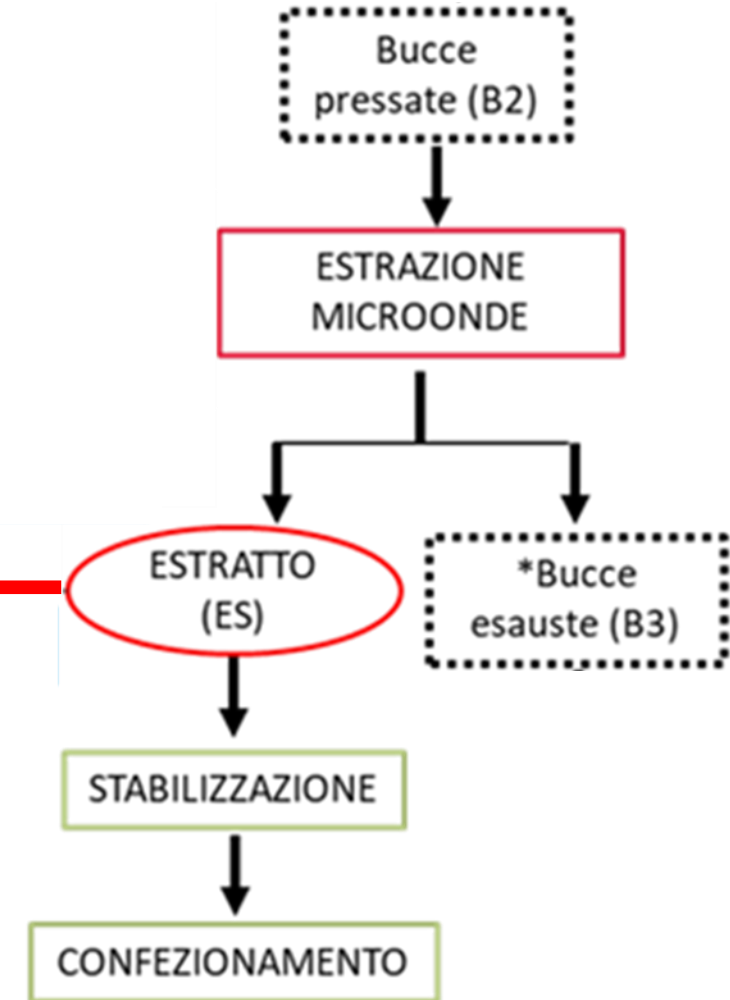 Bucce
pressate (B2)
ESTRAZIONE
MICROONDE
ESTRATTO
(ES)
*Bucce
esauste (B3)
STABILIZZAZIONE
CONFEZIONAMENTO